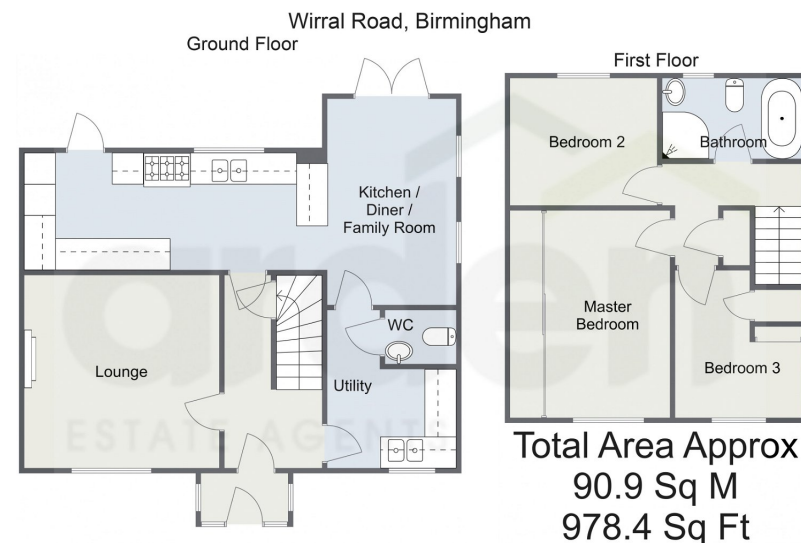 Wirral Road, Birmingham
Ground Floor
First Floor
Bedroom 2
Bathroom
Kitchen /
Diner /
Family Room
Master
Bedroom
WC
Lounge
Utility
Bedroom 3
arden
ESTATE AGENTS
Total Area Approx
90.9 Sq M
978.4 Sq Ft